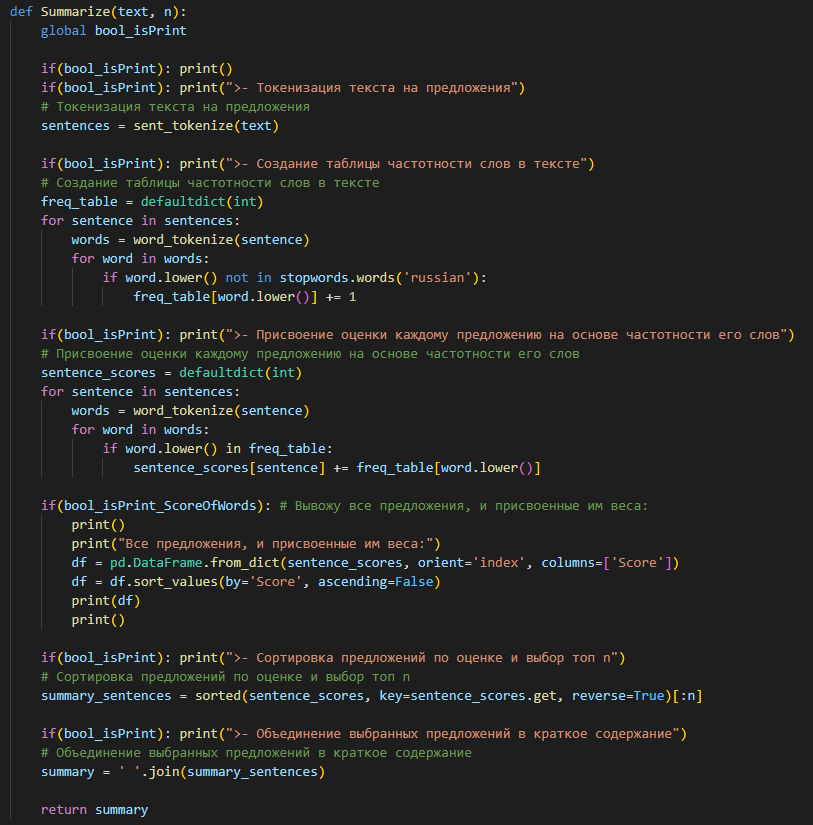 def Summarize(text, n):
    global bool_isPrint

    if(bool_isPrint): print()
    if(bool_isPrint): print(">- Токенизация текста на предложения")
    # Токенизация текста на предложения
    sentences = sent_tokenize(text)

    if(bool_isPrint): print(">- Создание таблицы частотности слов в тексте")
    # Создание таблицы частотности слов в тексте
    freq_table = defaultdict(int)
    for sentence in sentences:
        words = word_tokenize(sentence)
        for word in words:
            if word.lower() not in stopwords.words('russian'):
                freq_table[word.lower()] += 1

    if(bool_isPrint): print(">- Присвоение оценки каждому предложению на основе частотности его слов")
    # Присвоение оценки каждому предложению на основе частотности его слов
    sentence_scores = defaultdict(int)
    for sentence in sentences:
        words = word_tokenize(sentence)
        for word in words:
            if word.lower() in freq_table:
                sentence_scores[sentence] += freq_table[word.lower()]

    if(bool_isPrint_ScoreOfWords): # Вывожу все предложения, и присвоенные им веса:
        print()
        print("Все предложения, и присвоенные им веса:")
        df = pd.DataFrame.from_dict(sentence_scores, orient='index', columns=['Score'])
        df = df.sort_values(by='Score', ascending=False)
        print(df)
        print()

    if(bool_isPrint): print(">- Сортировка предложений по оценке и выбор топ n")
    # Сортировка предложений по оценке и выбор топ n
    summary_sentences = sorted(sentence_scores, key=sentence_scores.get, reverse=True)[:n]

    if(bool_isPrint): print(">- Объединение выбранных предложений в краткое содержание")
    # Объединение выбранных предложений в краткое содержание
    summary = ' '.join(summary_sentences)

    return summary